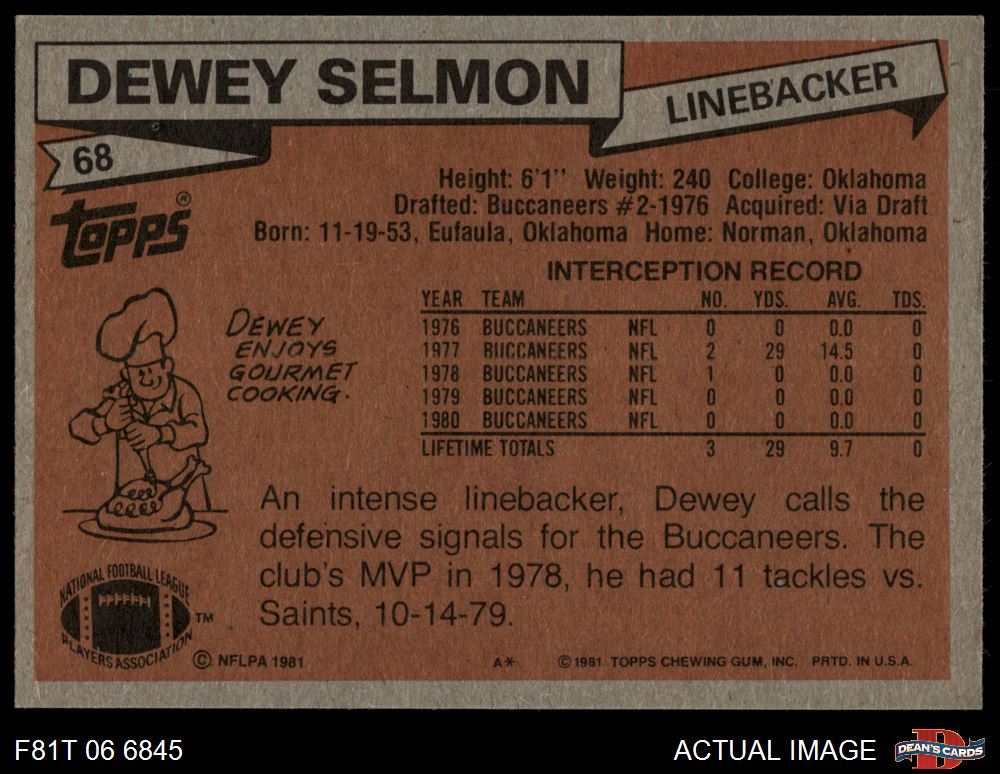 DEWEY SELMON
LINEBACKER
68
TOPPS®
Height: 6'1" Weight: 240 College: Oklahoma
Drafted: Buccaneers #2-1976 Acquired: Via Draft
Born: 11-19-53, Eufaula, Oklahoma Home: Norman, Oklahoma
INTERCEPTION RECORD
YEAR TEAM NO. YDS. AVG. TDS.
1976 BUCCANEERS NFL 0 0 0.0 0
1977 BUCCANEERS NFL 2 29 14.5 0
1978 BUCCANEERS NFL 1 0 0.0 0
1979 BUCCANEERS NFL 0 0 0.0 0
1980 BUCCANEERS NFL 0 0 0.0 0
LIFETIME TOTALS 3 29 9.7 0
DEWEY
ENJOYS
GOURMET
COOKING.
An intense linebacker, Dewey calls the
defensive signals for the Buccaneers. The
club's MVP in 1978, he had 11 tackles vs.
Saints, 10-14-79.
NATIONAL FOOTBALL LEAGUE
PLAYERS ASSOCIATION
TM
© NFLPA 1981
A*
© 1981 TOPPS CHEWING GUM, INC. PRTD. IN U.S.A.
F81T 06 6845
ACTUAL IMAGE
D
DEAN'S CARDS